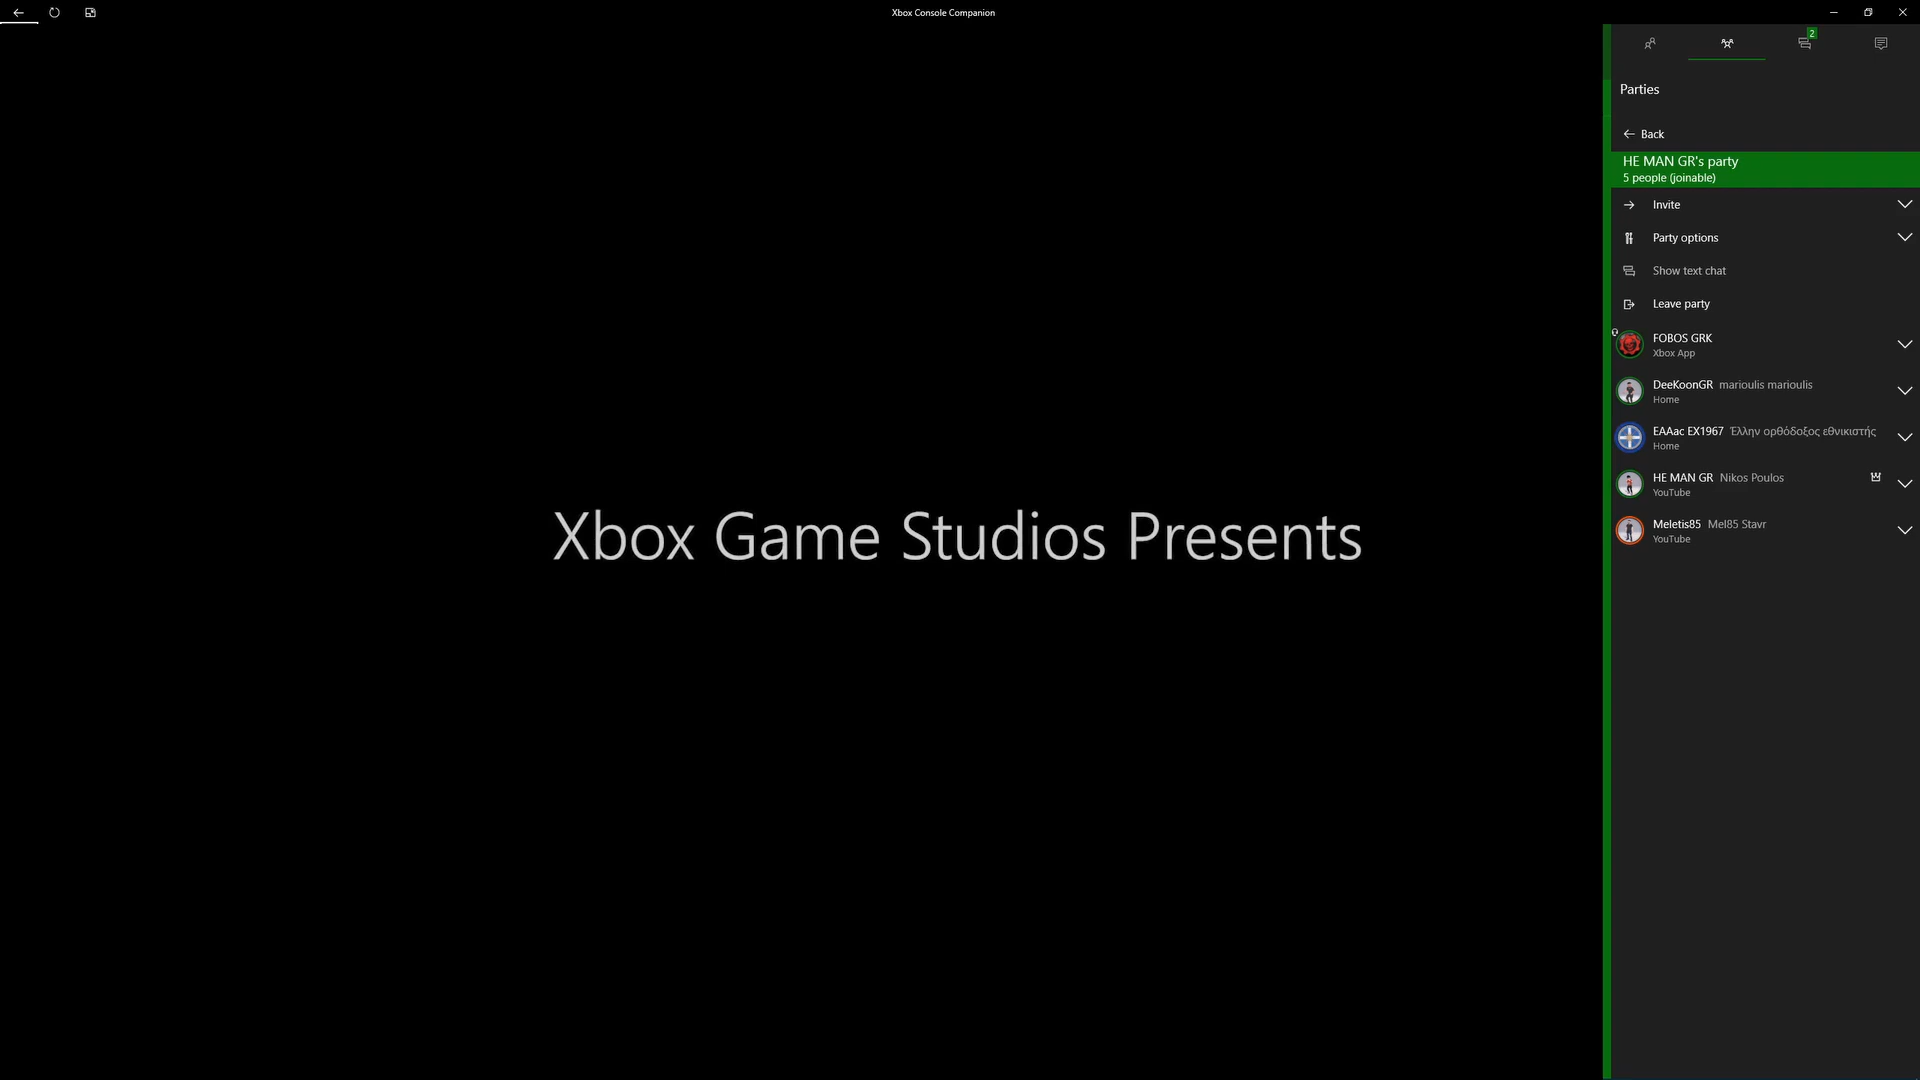 Xbox Console Companion
2
Parties
Back
HE MAN GR's party
5 people (joinable)
Invite
Party options
Show text chat
Leave party
FOBOS GRK
Xbox App
DeeKoonGR marioulis marioulis
Home
EAAac EX1967 Έλλην ορθόδοξος εθνικιστής
Home
HE MAN GR Nikos Poulos
YouTube
Meletis85 Mel85 Stavr
YouTube
Xbox Game Studios Presents